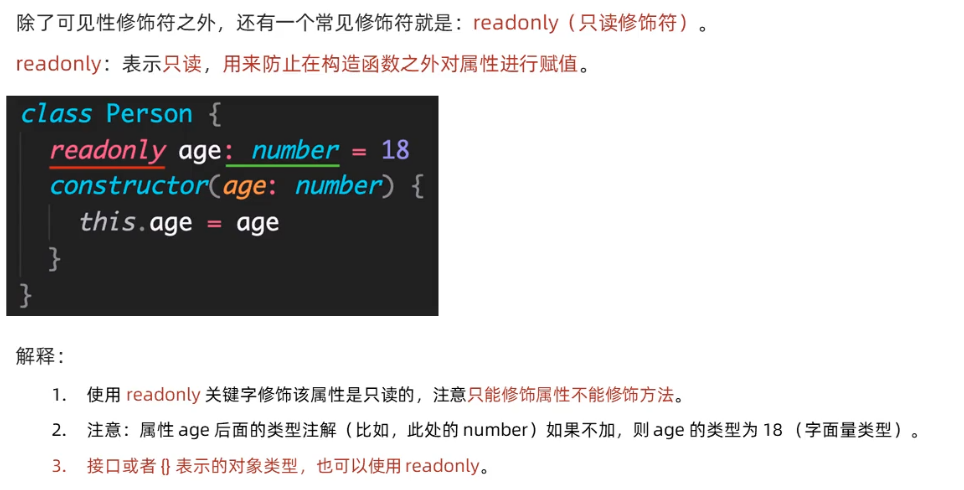 除了可见性修饰符之外，还有一个常见修饰符就是：readonly（只读修饰符）。
readonly：表示只读，用来防止在构造函数之外对属性进行赋值。
class Person {
readonly age: number = 18
constructor(age: number) {
this.age = age
}
}
解释：
1. 使用 readonly 关键字修饰该属性是只读的，注意只能修饰属性不能修饰方法。
2. 注意：属性 age 后面的类型注解（比如，此处的 number）如果不加，则 age 的类型为 18 （字面量类型）。
3. 接口或者 {} 表示的对象类型，也可以使用 readonly。